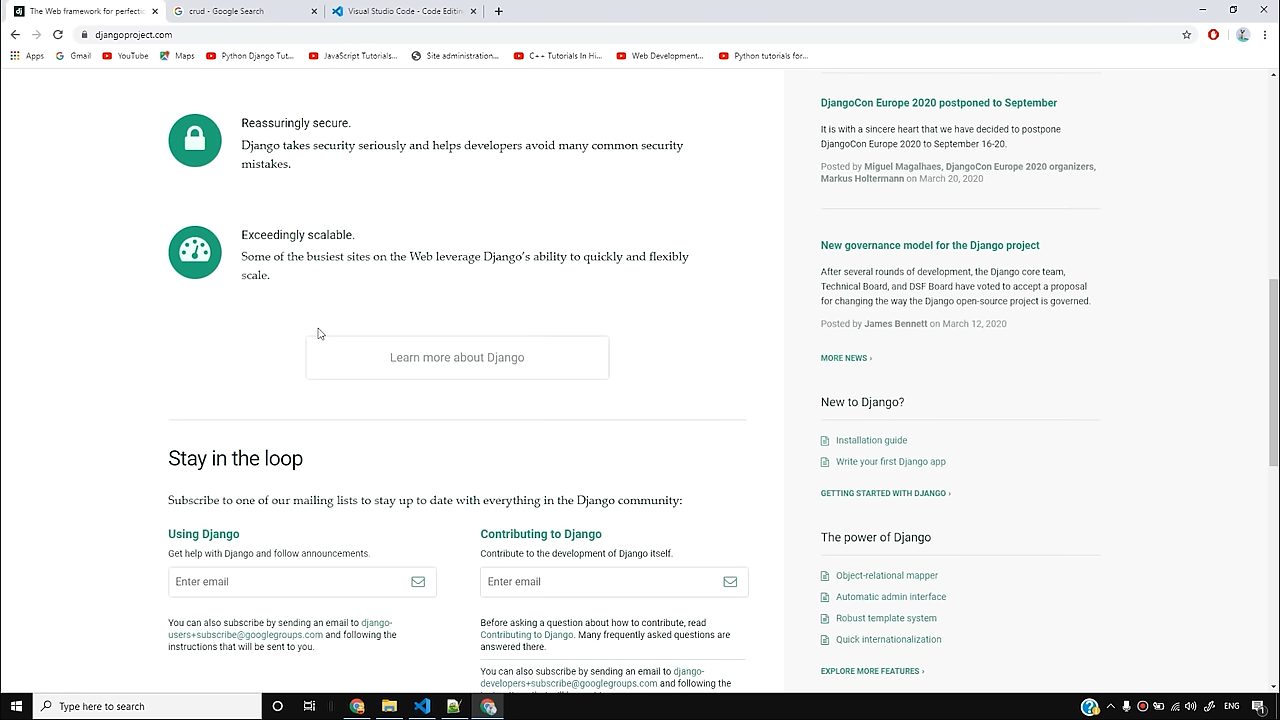 The Web framework for perfectio
crud - Google Search
Visual Studio Code - Code Editing
djangoproject.com
Apps
Gmail
YouTube
Maps
Python Django Tut...
JavaScript Tutorials...
Site administration...
C++ Tutorials In Hi...
Web Development...
Python tutorials for...
Reassuringly secure.
Django takes security seriously and helps developers avoid many common security
mistakes.
Exceedingly scalable.
Some of the busiest sites on the Web leverage Django's ability to quickly and flexibly
scale.
Learn more about Django
Stay in the loop
Subscribe to one of our mailing lists to stay up to date with everything in the Django community:
Using Django
Get help with Django and follow announcements.
Enter email
You can also subscribe by sending an email to django-
users+subscribe@googlegroups.com and following the
instructions that will be sent to you.
Contributing to Django
Contribute to the development of Django itself.
Enter email
Before asking a question about how to contribute, read
Contributing to Django. Many frequently asked questions are
answered there.
You can also subscribe by sending an email to django-
developers+subscribe@googlegroups.com and following the
DjangoCon Europe 2020 postponed to September
It is with a sincere heart that we have decided to postpone
DjangoCon Europe 2020 to September 16-20.
Posted by Miguel Magalhaes, DjangoCon Europe 2020 organizers,
Markus Holtermann on March 20, 2020
New governance model for the Django project
After several rounds of development, the Django core team,
Technical Board, and DSF Board have voted to accept a proposal
for changing the way the Django open-source project is governed.
Posted by James Bennett on March 12, 2020
MORE NEWS ›
New to Django?
Installation guide
Write your first Django app
GETTING STARTED WITH DJANGO ›
The power of Django
Object-relational mapper
Automatic admin interface
Robust template system
Quick internationalization
EXPLORE MORE FEATURES ›
Type here to search
ENG